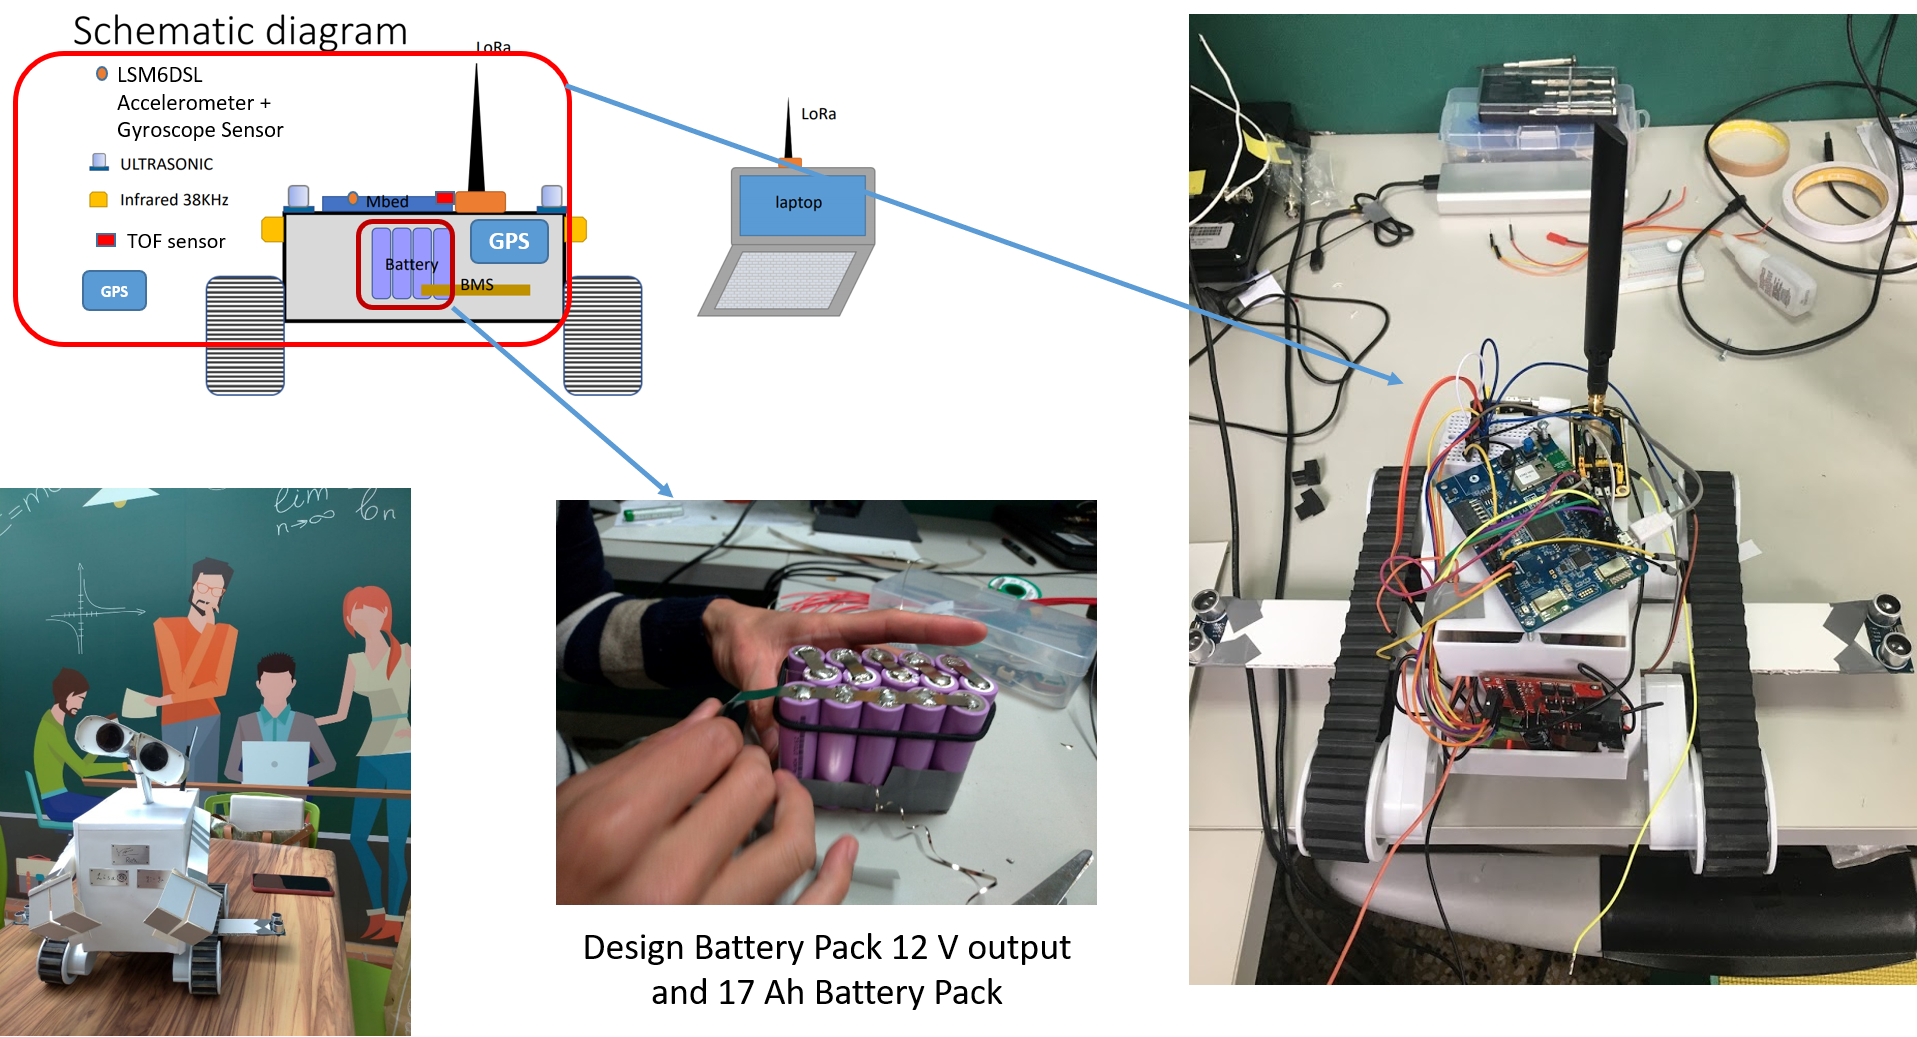 Schematic diagram
LoRa
LSM6DSL
Accelerometer +
Gyroscope Sensor
ULTRASONIC
Infrared 38KHz
TOF sensor
GPS
Mbed
GPS
Battery
BMS
LoRa
laptop
lim
n→∞
bn
Design Battery Pack 12 V output
and 17 Ah Battery Pack